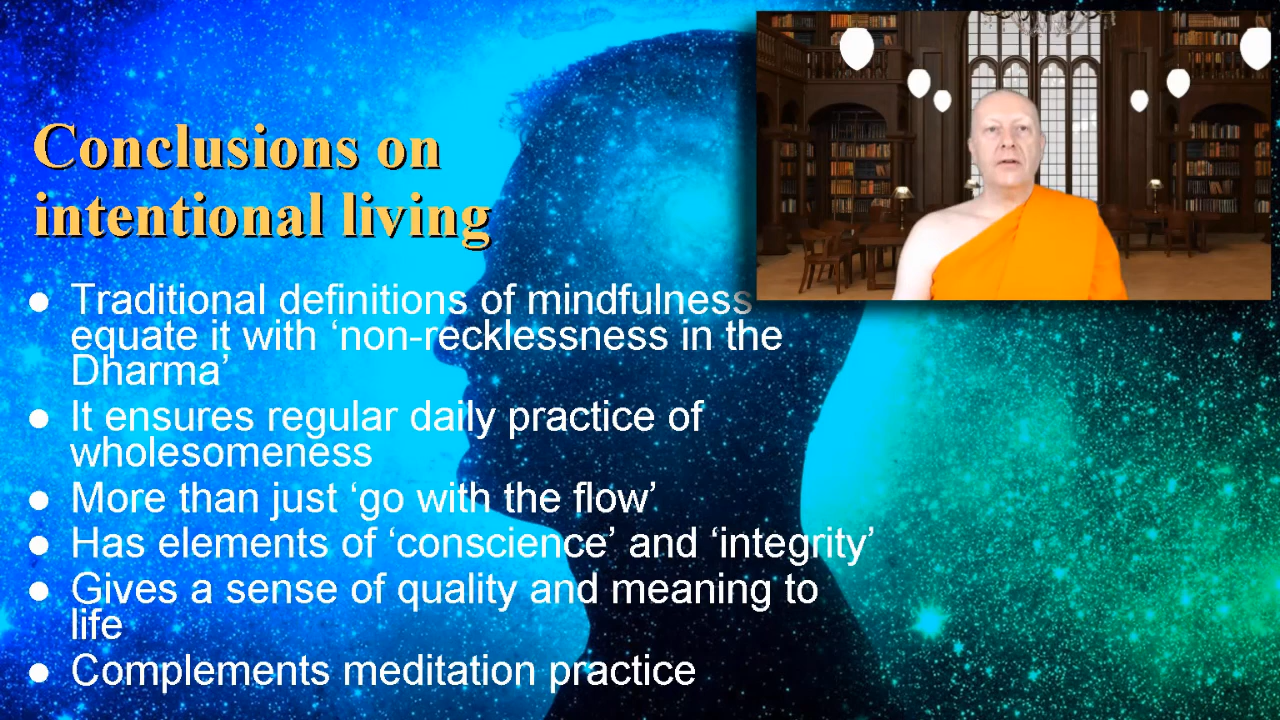 Conclusions on
intentional living
● Traditional definitions of mindfulness
equate it with ‘non-recklessness in the
Dharma’
● It ensures regular daily practice of
wholesomeness
● More than just ‘go with the flow’
● Has elements of ‘conscience’ and ‘integrity’
● Gives a sense of quality and meaning to
life
● Complements meditation practice